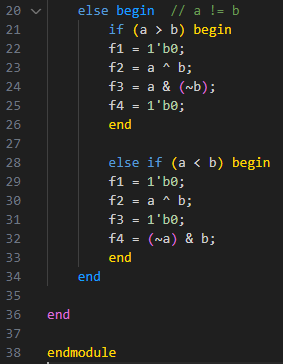 20 else begin // a != b
21 if (a > b) begin
22 f1 = 1'b0;
23 f2 = a ^ b;
24 f3 = a & (~b);
25 f4 = 1'b0;
26 end
27
28 else if (a < b) begin
29 f1 = 1'b0;
30 f2 = a ^ b;
31 f3 = 1'b0;
32 f4 = (~a) & b;
33 end
34 end
35
36 end
37
38 endmodule